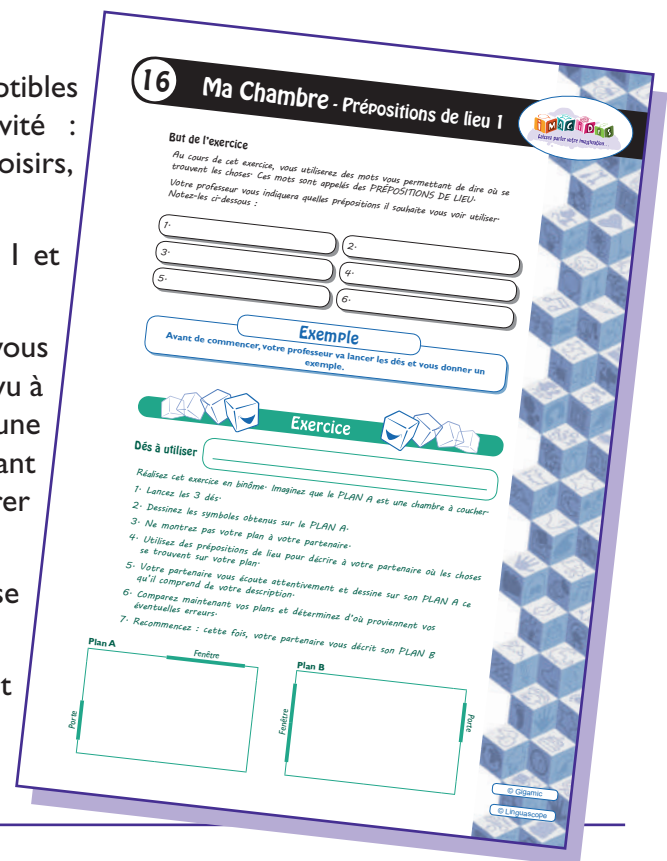 otibles
vité :
oisirs,
1 et
vous
vu à
une
ant
rer
se
t
16
Ma Chambre - Prépositions de lieu 1
iMAGiDés
Laissez parler votre imagination...
But de l'exercice
Au cours de cet exercice, vous utiliserez des mots vous permettant de dire où se
trouvent les choses. Ces mots sont appelés des PRÉPOSITIONS DE LIEU.
Votre professeur vous indiquera quelles prépositions il souhaite vous voir utiliser.
Notez-les ci-dessous :
1.
2.
3.
4.
5.
6.
Exemple
Avant de commencer, votre professeur va lancer les dés et vous donner un
exemple.
Exercice
Dés à utiliser
Réalisez cet exercice en binôme. Imaginez que le PLAN A est une chambre à coucher.
1. Lancez les 3 dés.
2. Dessinez les symboles obtenus sur le PLAN A.
3. Ne montrez pas votre plan à votre partenaire.
4. Utilisez des prépositions de lieu pour décrire à votre partenaire où les choses
se trouvent sur votre plan.
5. Votre partenaire vous écoute attentivement et dessine sur son PLAN A ce
qu'il comprend de votre description.
6. Comparez maintenant vos plans et déterminez d'où proviennent vos
éventuelles erreurs.
7. Recommencez : cette fois, votre partenaire vous décrit son PLAN B
Plan A
Fenêtre
Porte
Plan B
Fenêtre
Porte
© Gigamic
© Linguascope